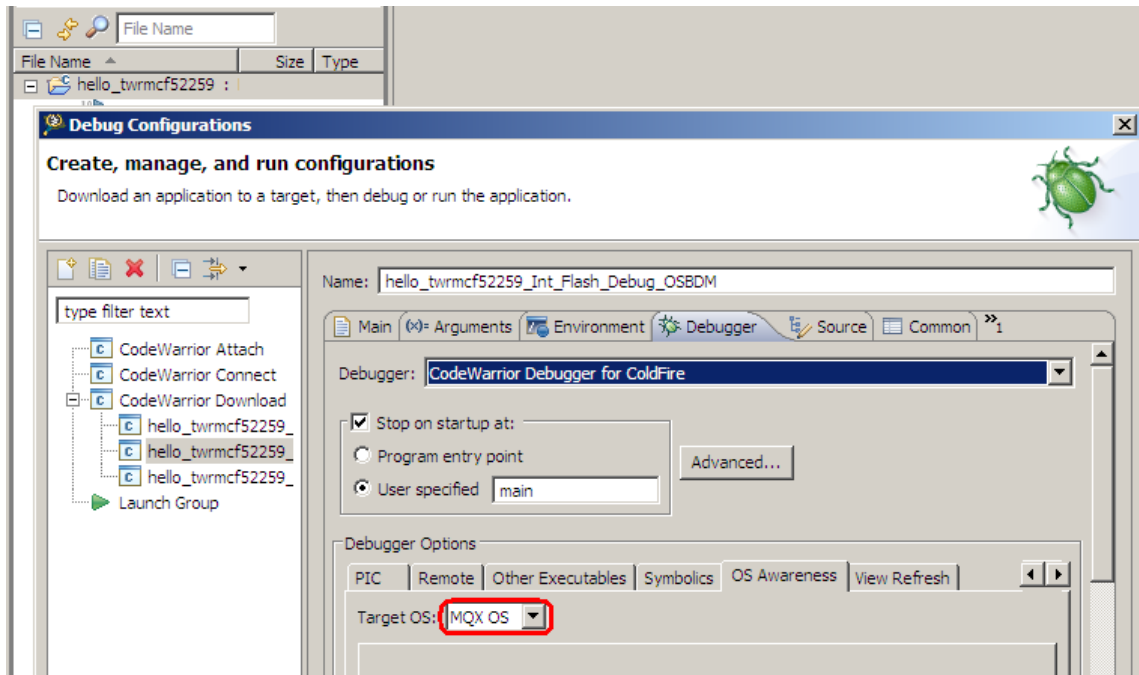 File Name
File Name Size Type
hello_twrmcf52259 :
Debug Configurations
Create, manage, and run configurations
Download an application to a target, then debug or run the application.
Name: hello_twrmcf52259_Int_Flash_Debug_OSBDM
type filter text
CodeWarrior Attach
CodeWarrior Connect
CodeWarrior Download
hello_twrmcf52259_
hello_twrmcf52259_
hello_twrmcf52259_
Launch Group
Main (x)= Arguments Environment Debugger Source Common »1
Debugger: CodeWarrior Debugger for ColdFire
Stop on startup at:
Program entry point
User specified main
Advanced...
Debugger Options
PIC Remote Other Executables Symbolics OS Awareness View Refresh
Target OS: MQX OS